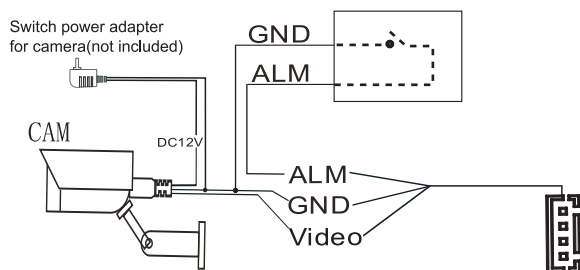 Switch power adapter
for camera(not included)
GND
ALM
CAM
DC12V
ALM
GND
Video